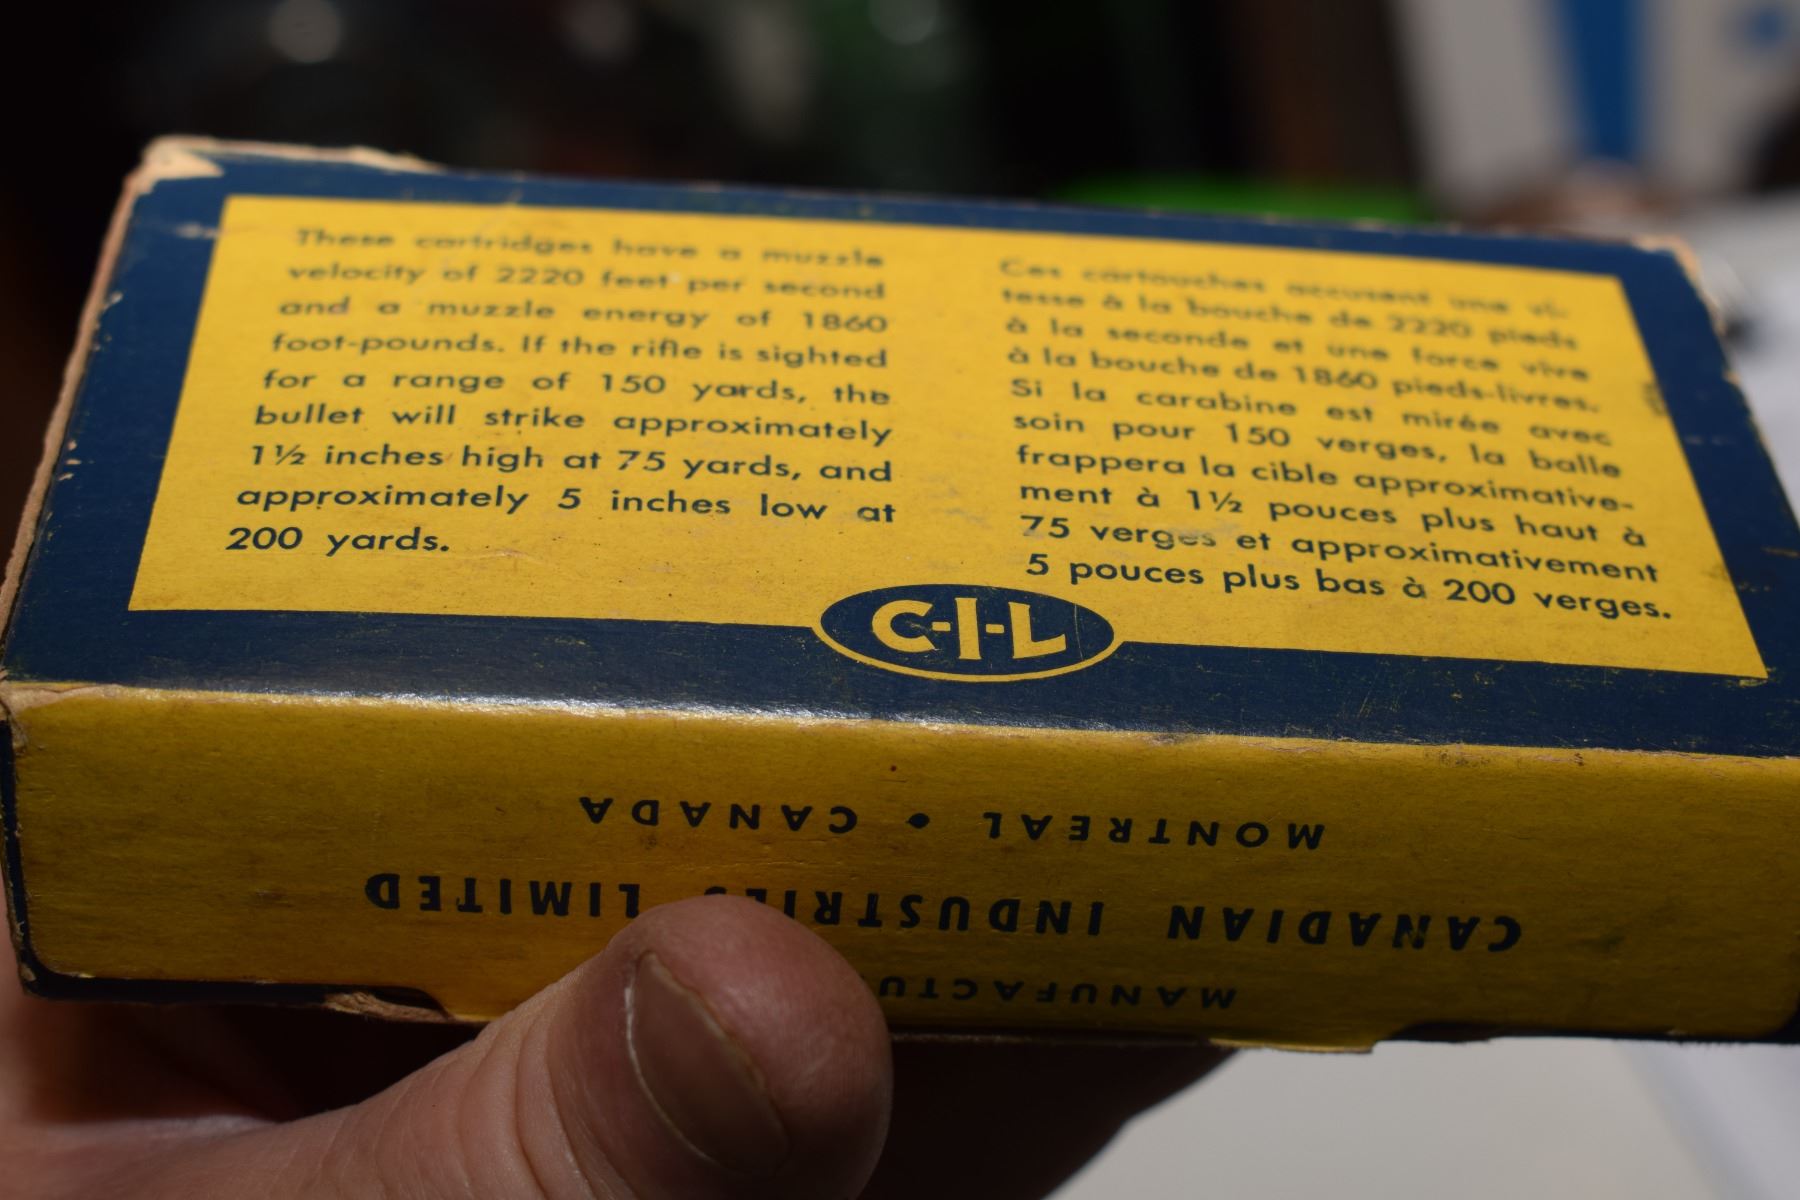 These cartridges have a muzzle
velocity of 2220 feet per second
and a muzzle energy of 1860
foot-pounds. If the rifle is sighted
for a range of 150 yards, the
bullet will strike approximately
1½ inches high at 75 yards, and
approximately 5 inches low at
200 yards.
Ces cartouches accusent une vi-
tesse à la bouche de 2220 pieds
à la seconde et une force vive
à la bouche de 1860 pieds-livres.
Si la carabine est mirée avec
soin pour 150 verges, la balle
frappera la cible approximative-
ment à 1½ pouces plus haut à
75 verges et approximativement
5 pouces plus bas à 200 verges.
C-I-L
MANUFACTU
CANADIAN INDUSTRIES LIMITED
MONTREAL • CANADA